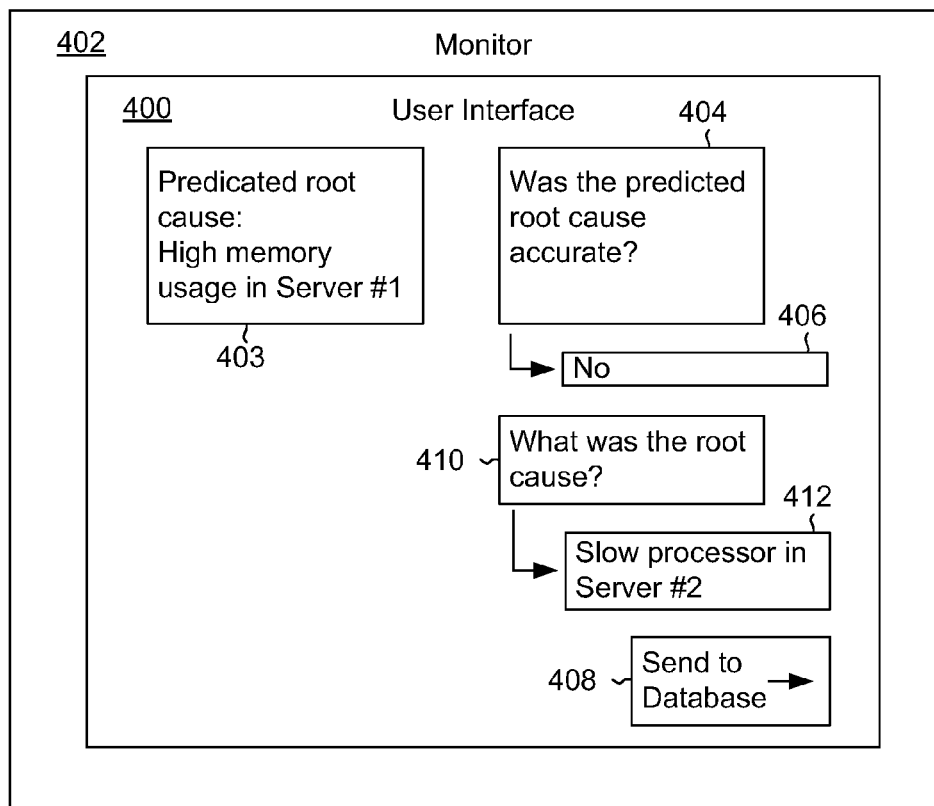 402
Monitor
400
User Interface
404
Predicated root
cause:
High memory
usage in Server #1
403
Was the predicted
root cause
accurate?
406
No
410
What was the root
cause?
412
Slow processor in
Server #2
408
Send to
Database